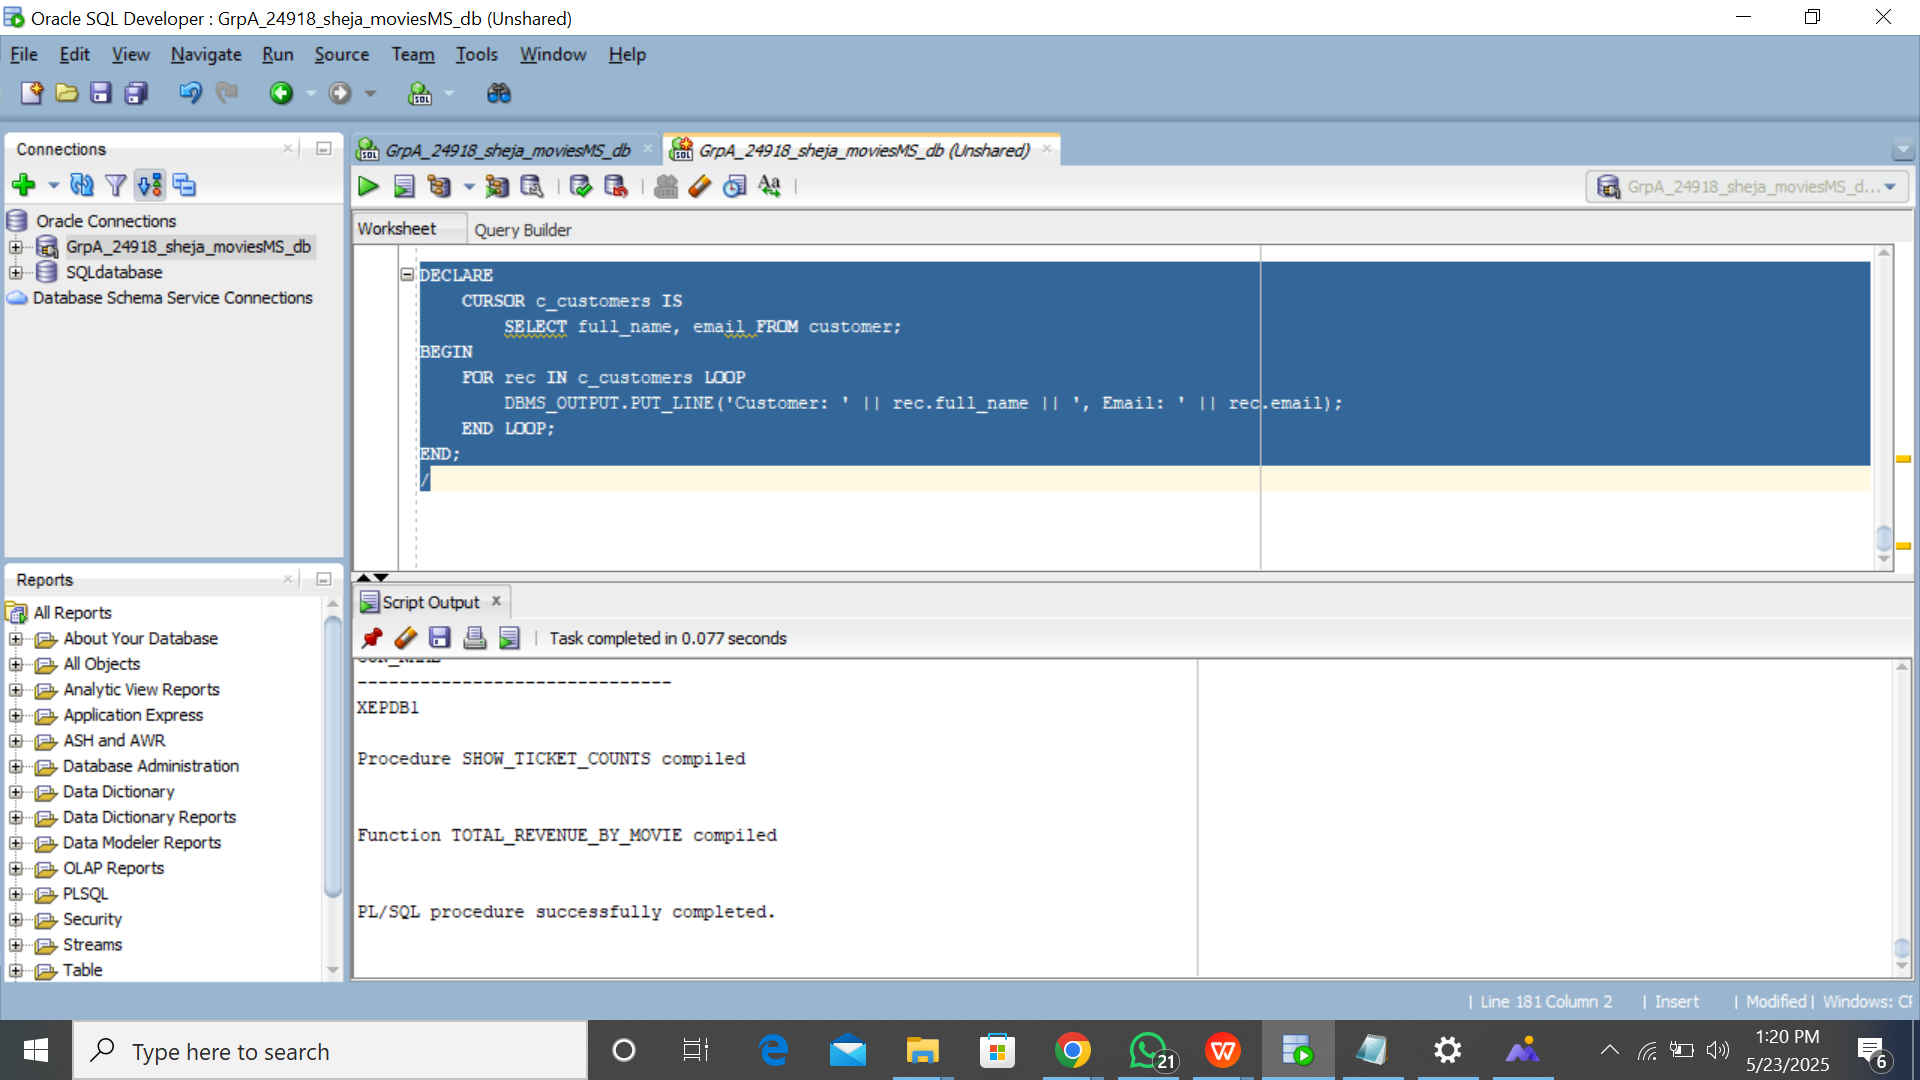 Oracle SQL Developer : GrpA_24918_sheja_moviesMS_db (Unshared)
File Edit View Navigate Run Source Team Tools Window Help
Connections
Oracle Connections
GrpA_24918_sheja_moviesMS_db
SQLdatabase
Database Schema Service Connections
Reports
All Reports
About Your Database
All Objects
Analytic View Reports
Application Express
ASH and AWR
Database Administration
Data Dictionary
Data Dictionary Reports
Data Modeler Reports
OLAP Reports
PLSQL
Security
Streams
Table
GrpA_24918_sheja_moviesMS_db
GrpA_24918_sheja_moviesMS_db (Unshared)
GrpA_24918_sheja_moviesMS_d...
Worksheet Query Builder
DECLARE
CURSOR c_customers IS
SELECT full_name, email FROM customer;
BEGIN
FOR rec IN c_customers LOOP
DBMS_OUTPUT.PUT_LINE('Customer: ' || rec.full_name || ', Email: ' || rec.email);
END LOOP;
END;
/
Script Output
Task completed in 0.077 seconds
------------------------------
XEPDB1
Procedure SHOW_TICKET_COUNTS compiled
Function TOTAL_REVENUE_BY_MOVIE compiled
PL/SQL procedure successfully completed.
| Line 181 Column 2 | Insert | Modified | Windows: CR
Type here to search
21
1:20 PM
5/23/2025
6